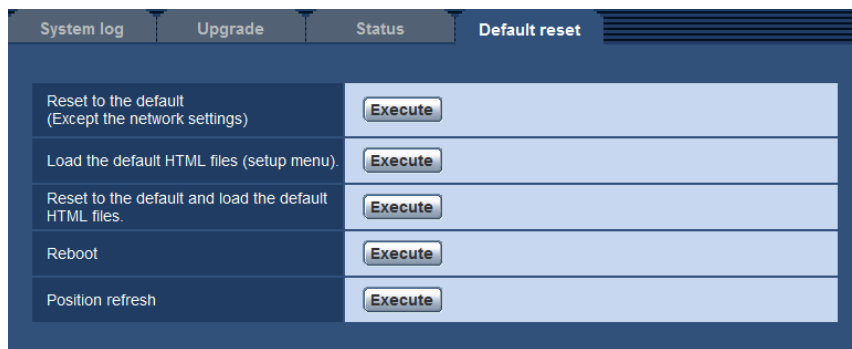 System log Upgrade Status Default reset
Reset to the default
(Except the network settings)
Execute
Load the default HTML files (setup menu).
Execute
Reset to the default and load the default
HTML files.
Execute
Reboot
Execute
Position refresh
Execute